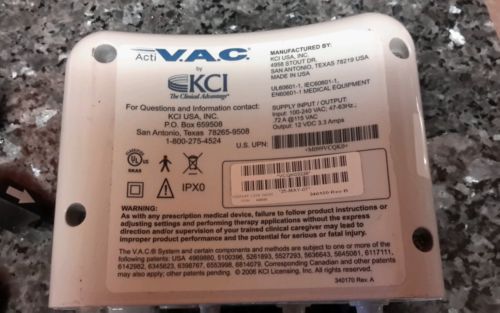 Acti V.A.C.
by
KCI
The Clinical Advantage
For Questions and Information contact:
KCI USA, INC.
P.O. Box 659508
San Antonio, Texas 78265-9508
1-800-275-4524
MANUFACTURED BY:
KCI USA, INC.
4958 STOUT DR.
SAN ANTONIO, TEXAS 78219 USA
MADE IN USA
UL60601-1, IEC60601-1,
EN60601-1 MEDICAL EQUIPMENT
SUPPLY INPUT / OUTPUT:
Input: 100-240 VAC; 47-63Hz;
.72 A @115 VAC
Output: 12 VDC 3.3 Amps
U.S. UPN:
IPX0
340150 Rev B
WARNING:
As with any prescription medical device, failure to follow product instructions or
adjusting settings and performing therapy applications without the express
direction and/or supervision of your trained clinical caregiver may lead to
improper product performance and the potential for serious or fatal injury.
The V.A.C.® System and certain components and methods are subject to one or more of the
following patents: USA 4969880, 5100396, 5261893, 5527293, 5636643, 5645081, 6117111,
6142982, 6345623, 6398767, 6553998, 6814079. Corresponding patents in other nations may
also apply; other patents pending. © 2006 KCI Licensing, Inc. All rights reserved.
340170 Rev. A